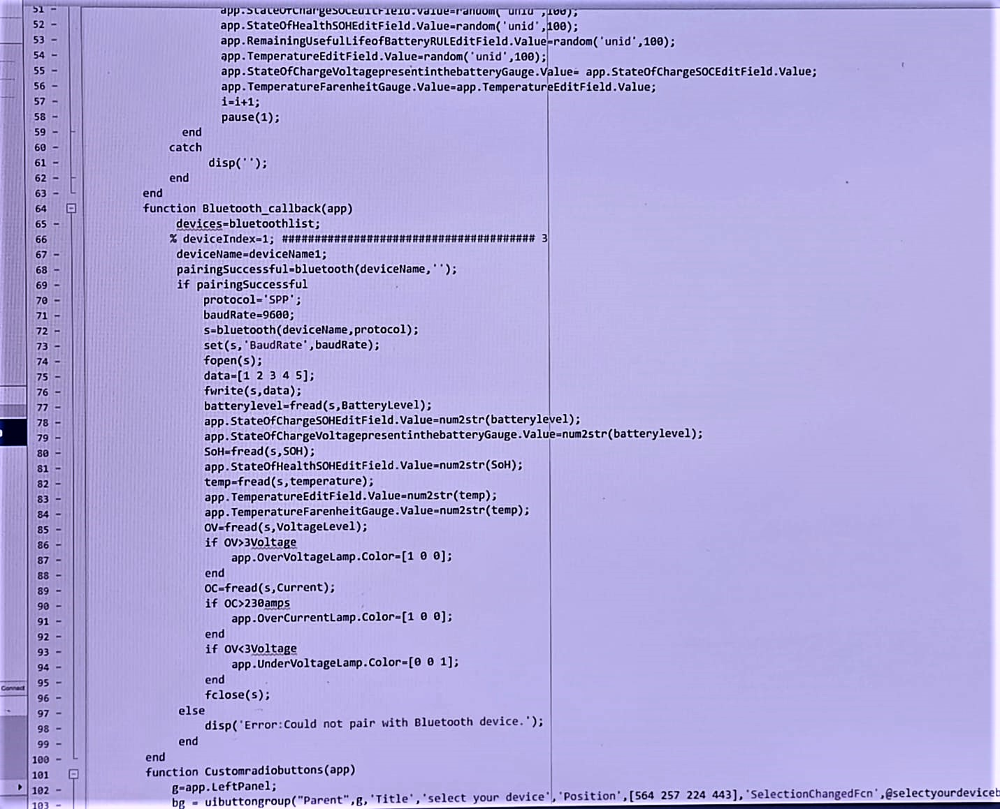 51 - app.StateOfChargeSOCEditField.Value=random('unid',100);
52 - app.StateOfHealthSOHEditField.Value=random('unid',100);
53 - app.RemainingUsefulLifeofBatteryRULEditField.Value=random('unid',100);
54 - app.TemperatureEditField.Value=random('unid',100);
55 - app.StateOfChargeVoltagepresentinthebatteryGauge.Value= app.StateOfChargeSOCEditField.Value;
56 - app.TemperatureFarenheitGauge.Value=app.TemperatureEditField.Value;
57 - i=i+1;
58 - pause(1);
59 - end
60 - catch
61 - disp('');
62 - end
63 - end
64 function Bluetooth_callback(app)
65 - devices=bluetoothlist;
66 % deviceIndex=1; ####################################### 3
67 - deviceName=deviceName1;
68 - pairingSuccessful=bluetooth(deviceName,'');
69 - if pairingSuccessful
70 - protocol='SPP';
71 - baudRate=9600;
72 - s=bluetooth(deviceName,protocol);
73 - set(s,'BaudRate',baudRate);
74 - fopen(s);
75 - data=[1 2 3 4 5];
76 - fwrite(s,data);
77 - batterylevel=fread(s,BatteryLevel);
78 - app.StateOfChargeSOHEditField.Value=num2str(batterylevel);
79 - app.StateOfChargeVoltagepresentinthebatteryGauge.Value=num2str(batterylevel);
80 - SoH=fread(s,SOH);
81 - app.StateOfHealthSOHEditField.Value=num2str(SoH);
82 - temp=fread(s,temperature);
83 - app.TemperatureEditField.Value=num2str(temp);
84 - app.TemperatureFarenheitGauge.Value=num2str(temp);
85 - OV=fread(s,VoltageLevel);
86 - if OV>3Voltage
87 - app.OverVoltageLamp.Color=[1 0 0];
88 - end
89 - OC=fread(s,Current);
90 - if OC>230amps
91 - app.OverCurrentLamp.Color=[1 0 0];
92 - end
93 - if OV<3Voltage
94 - app.UnderVoltageLamp.Color=[0 0 1];
95 - end
Connect
96 - fclose(s);
97 - else
98 - disp('Error:Could not pair with Bluetooth device.');
99 - end
100 - end
101 function Customradiobuttons(app)
102 - g=app.LeftPanel;
103 - bg = uibuttongroup("Parent",g,'Title','select your device','Position',[564 257 224 443],'SelectionChangedFcn',@selectyourdeviceb